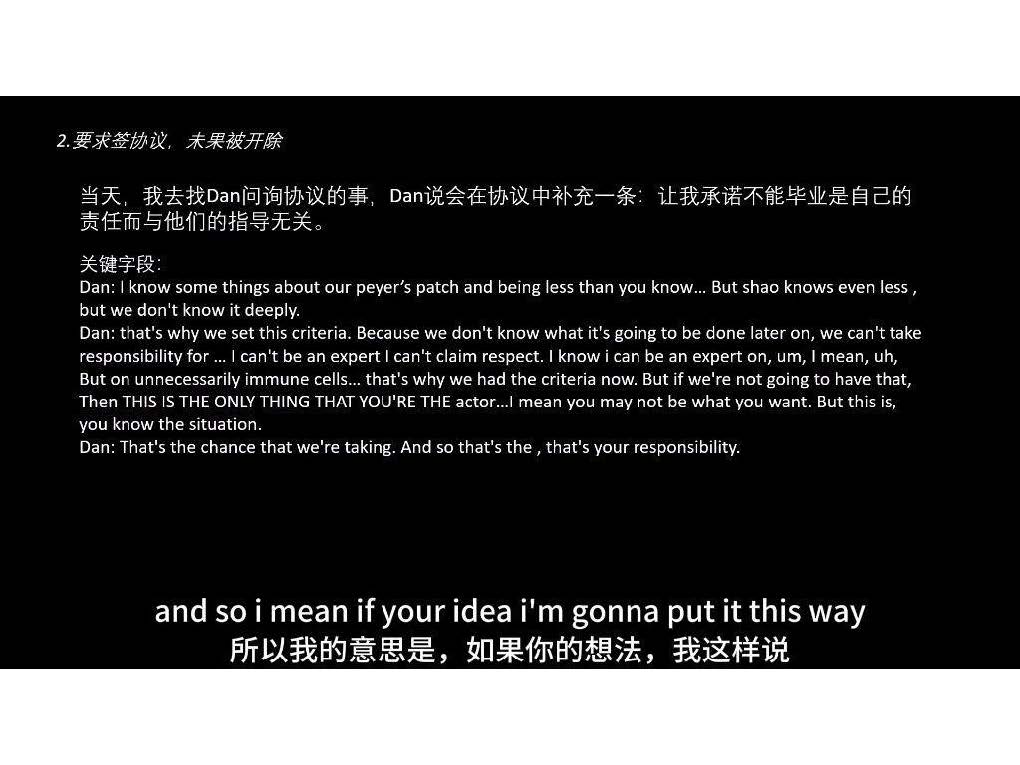 2.要求签协议，未果被开除
当天，我去找Dan问询协议的事，Dan说会在协议中补充一条：让我承诺不能毕业是自己的
责任而与他们的指导无关。
关键字段：
Dan: I know some things about our peyer’s patch and being less than you know... But shao knows even less ,
but we don't know it deeply.
Dan: that's why we set this criteria. Because we don't know what it's going to be done later on, we can't take
responsibility for ... I can't be an expert I can't claim respect. I know i can be an expert on, um, I mean, uh,
But on unnecessarily immune cells... that's why we had the criteria now. But if we're not going to have that,
Then THIS IS THE ONLY THING THAT YOU'RE THE actor...I mean you may not be what you want. But this is,
you know the situation.
Dan: That's the chance that we're taking. And so that's the , that's your responsibility.
and so i mean if your idea i'm gonna put it this way
所以我的意思是，如果你的想法，我这样说